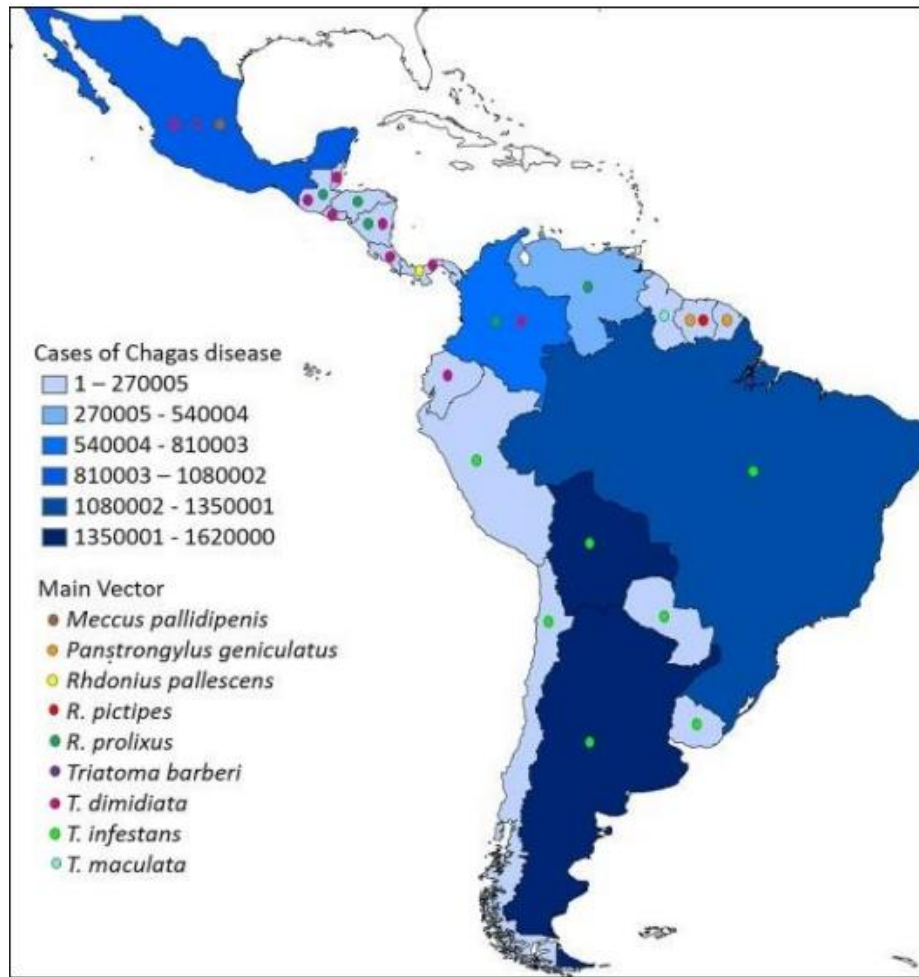 Cases of Chagas disease
1 – 270005
270005 - 540004
540004 - 810003
810003 – 1080002
1080002 - 1350001
1350001 - 1620000
Main Vector
Meccus pallidipenis
Panstrongylus geniculatus
Rhdonius pallescens
R. pictipes
R. prolixus
Triatoma barberi
T. dimidiata
T. infestans
T. maculata